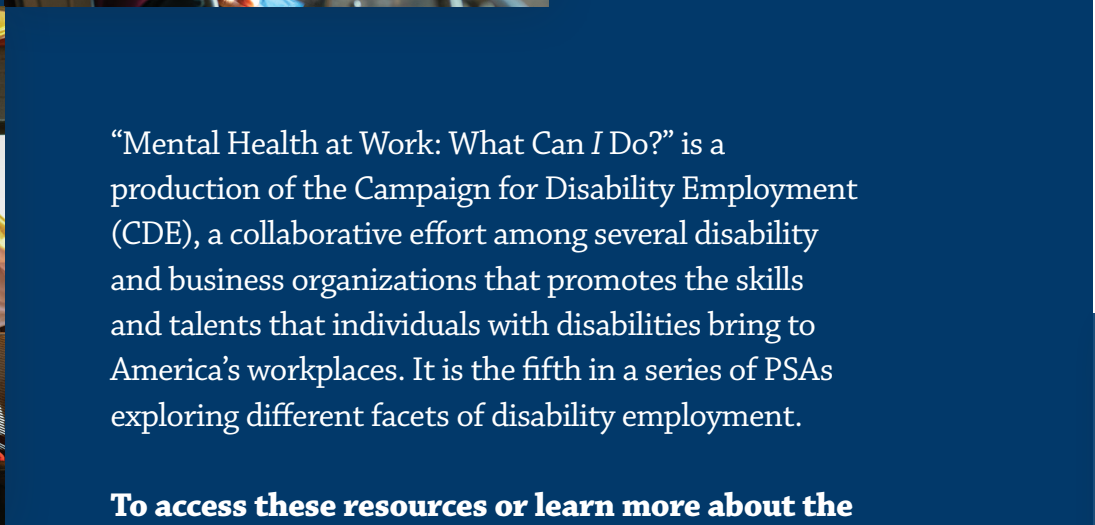 “Mental Health at Work: What Can I Do?” is a
production of the Campaign for Disability Employment
(CDE), a collaborative effort among several disability
and business organizations that promotes the skills
and talents that individuals with disabilities bring to
America’s workplaces. It is the fifth in a series of PSAs
exploring different facets of disability employment.
To access these resources or learn more about the